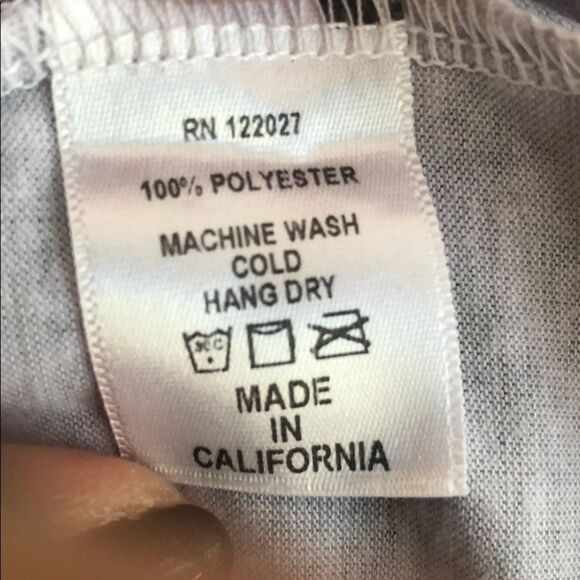 RN 122027
100% POLYESTER
MACHINE WASH
COLD
HANG DRY
MADE
IN
CALIFORNIA